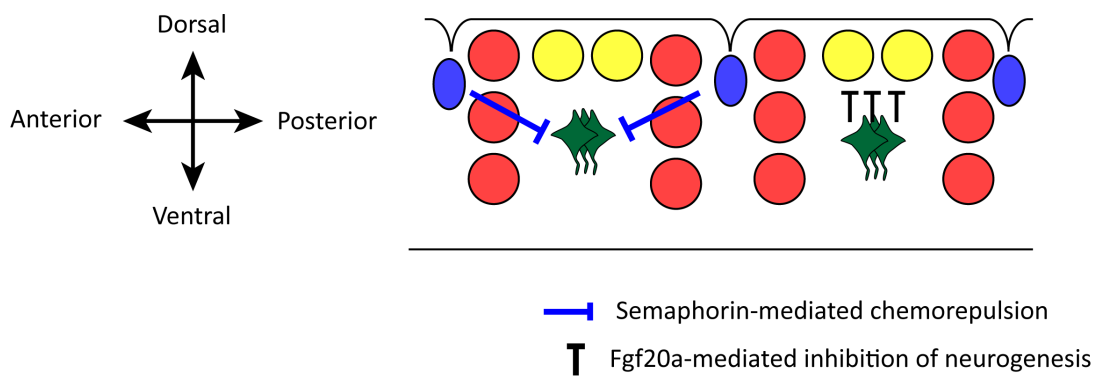 Dorsal
Anterior
Posterior
Ventral
Semaphorin-mediated chemorepulsion
Fgf20a-mediated inhibition of neurogenesis